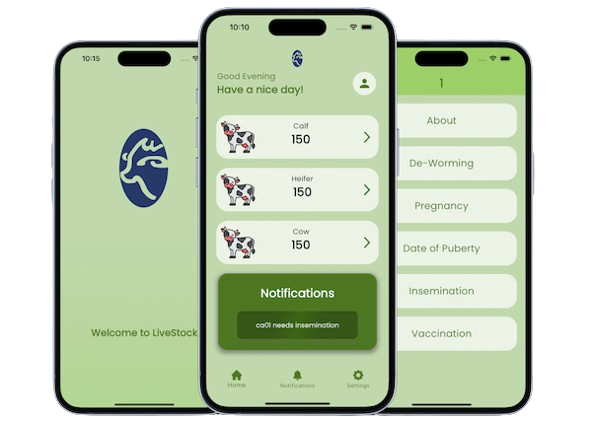 10:15
Welcome to LiveStock
10:10
Good Evening
Have a nice day!
Calf
150
Heifer
150
Cow
150
Notifications
ca01 needs insemination
Home
Notifications
Settings
1
About
De-Worming
Pregnancy
Date of Puberty
Insemination
Vaccination